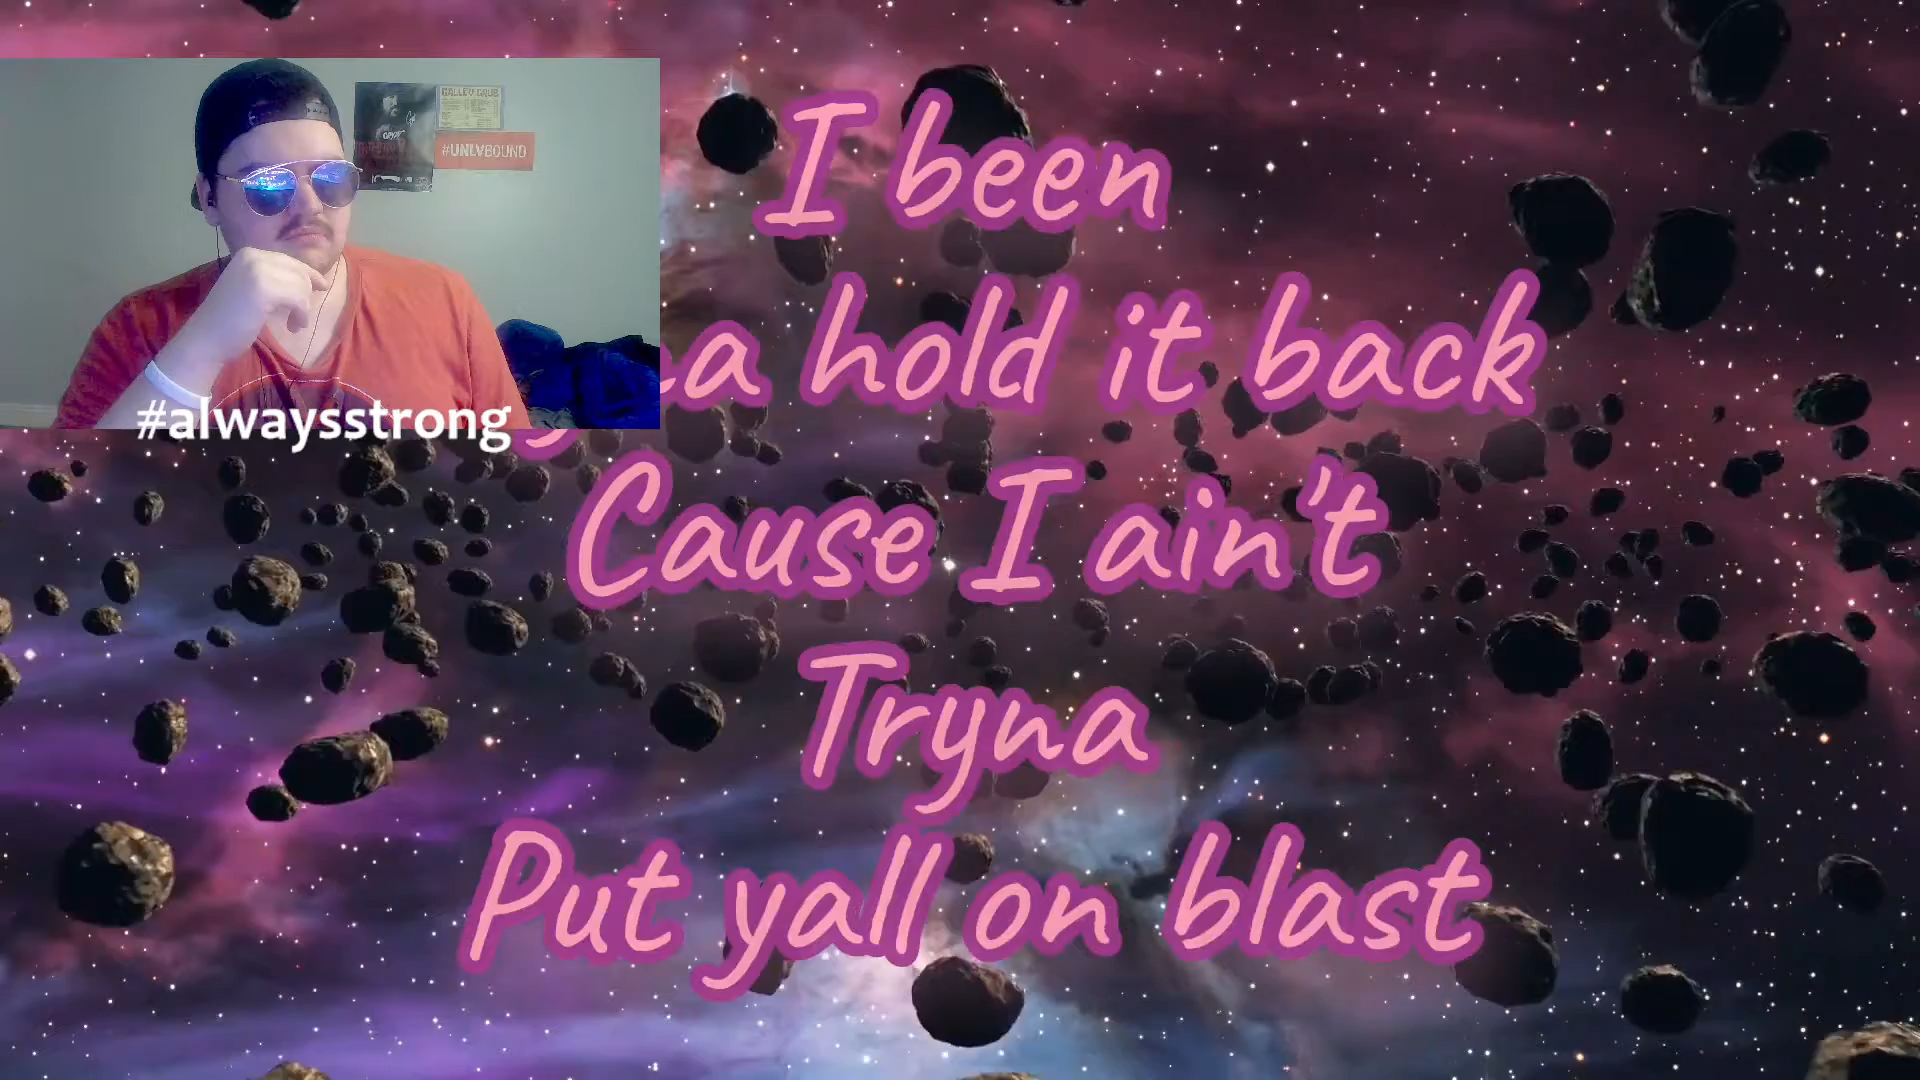 #UNLVBOUND
#alwaysstrong
I been
hold it back
Cause I ain't
Tryna
Put yall on blast